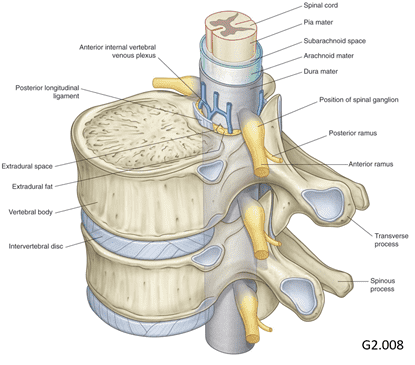 Spinal cord
Pia mater
Subarachnoid space
Arachnoid mater
Dura mater
Anterior internal vertebral
venous plexus
Posterior longitudinal
ligament
Position of spinal ganglion
Posterior ramus
Anterior ramus
Extradural space
Extradural fat
Vertebral body
Intervertebral disc
Transverse
process
Spinous
process
G2.008